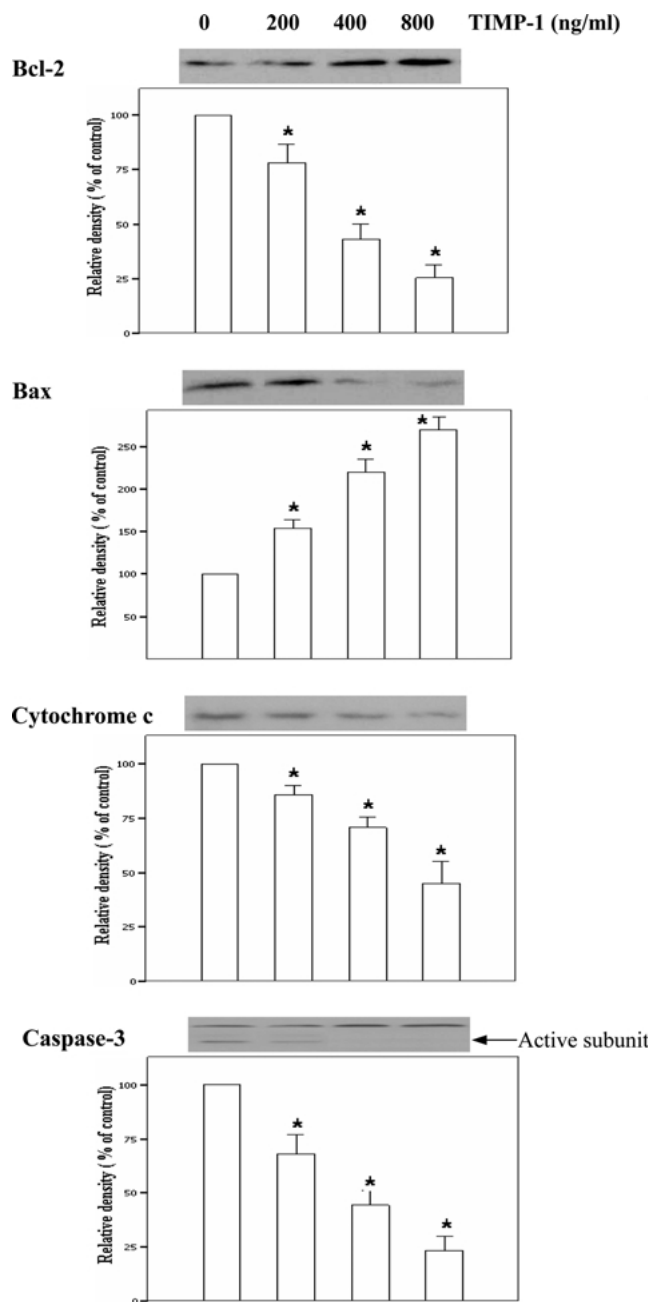 0 200 400 800 TIMP-1 (ng/ml)
Bcl-2
Relative density ( % of control)
100
75
50
25
0
* * *
Bax
Relative density ( % of control)
250
200
150
100
50
* * *
Cytochrome c
Relative density ( % of control)
100
75
50
25
0
* * *
Caspase-3
Active subunit
Relative density ( % of control)
100
75
50
25
0
* * *